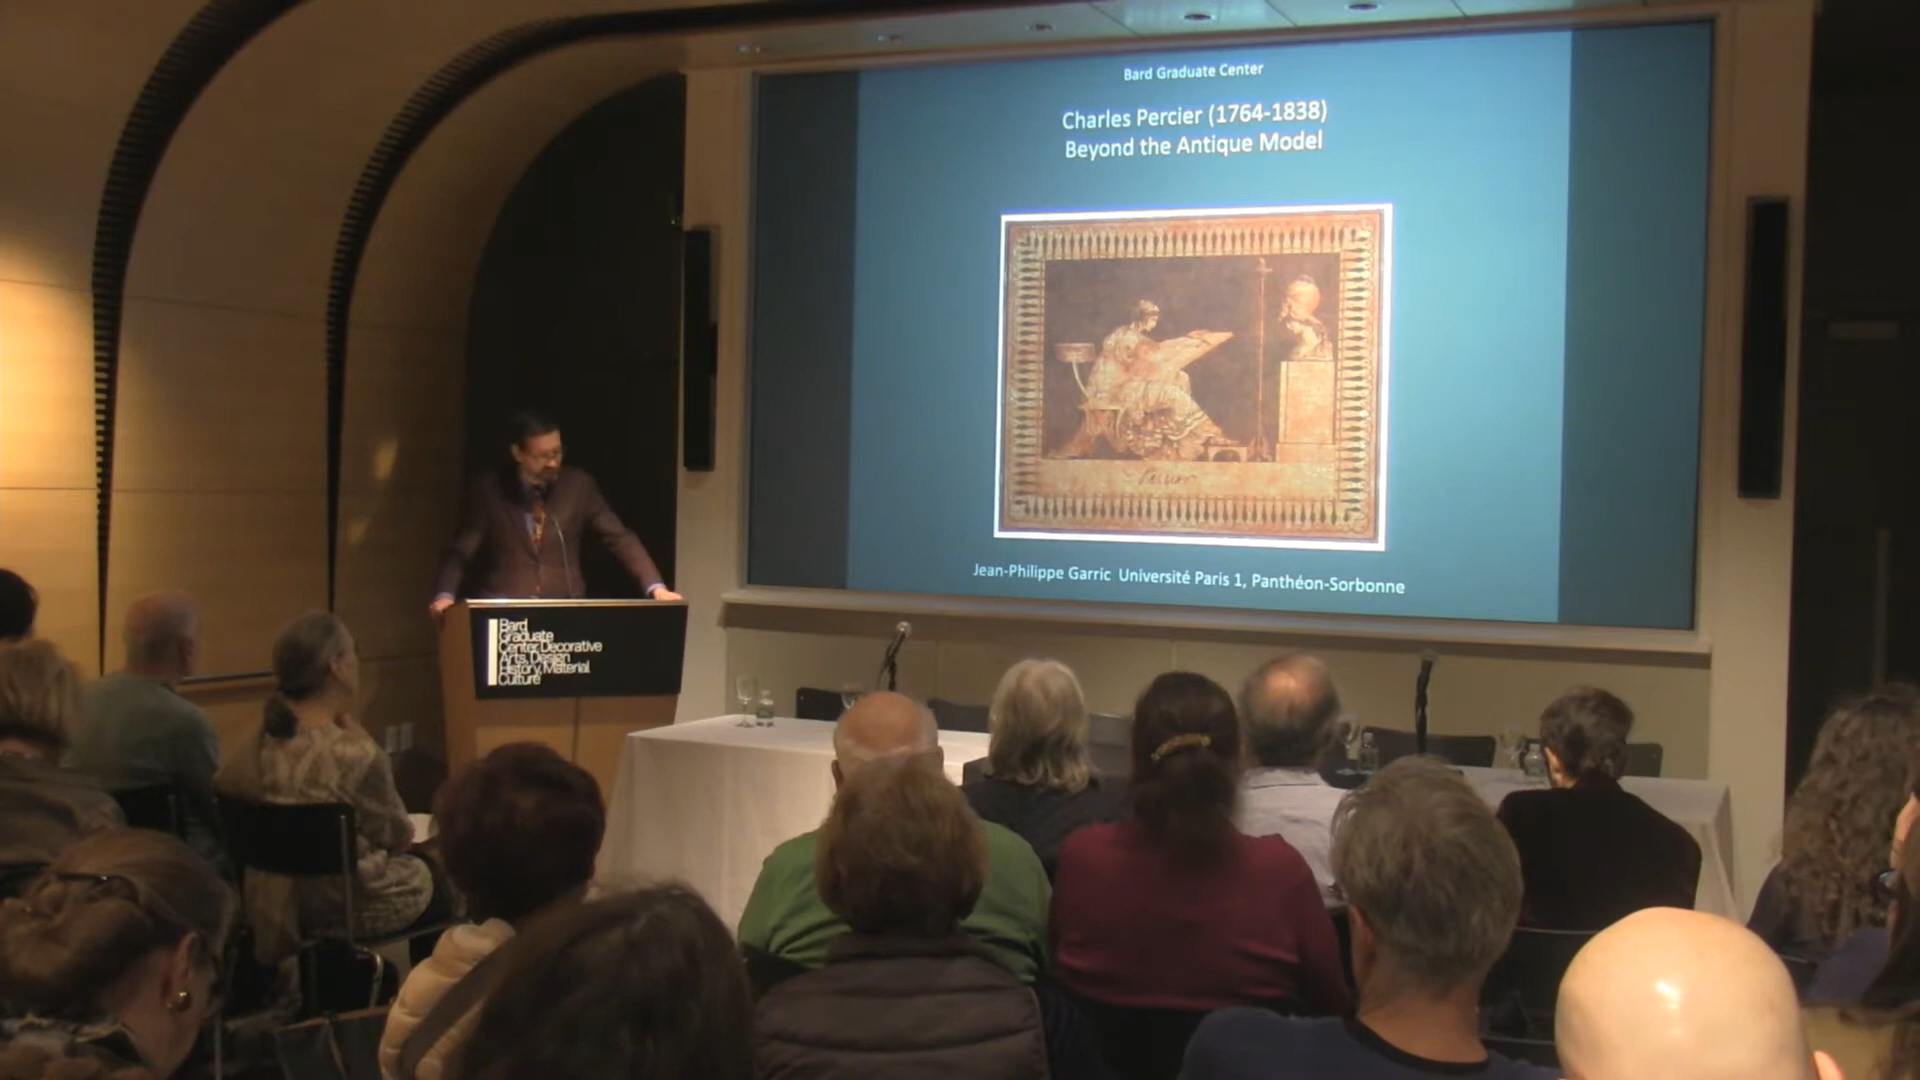 Bard Graduate Center
Charles Percier (1764-1838)
Beyond the Antique Model
Jean-Philippe Garric Université Paris 1, Panthéon-Sorbonne
Bard
Graduate
Center Decorative
Arts, Design
History, Material
Culture